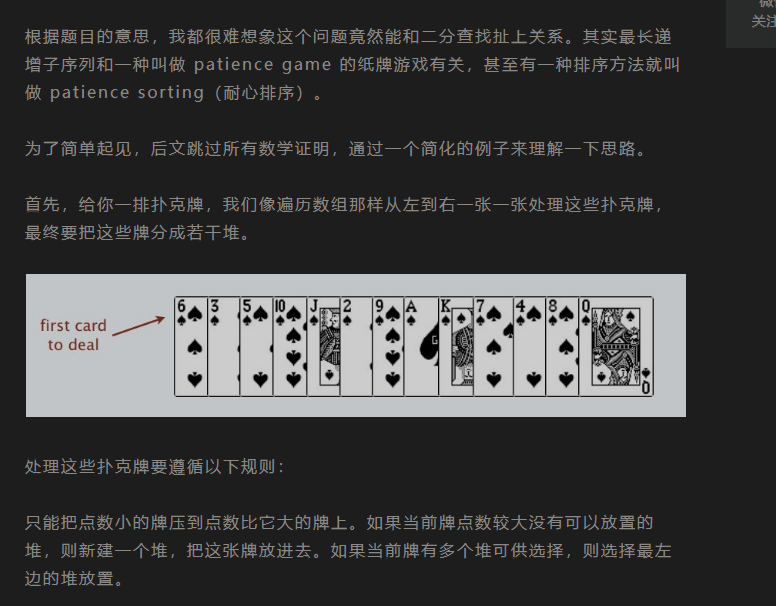 关注
根据题目的意思，我都很难想象这个问题竟然能和二分查找扯上关系。其实最长递
增子序列和一种叫做 patience game 的纸牌游戏有关，甚至有一种排序方法就叫
做 patience sorting（耐心排序）。
为了简单起见，后文跳过所有数学证明，通过一个简化的例子来理解一下思路。
首先，给你一排扑克牌，我们像遍历数组那样从左到右一张一张处理这些扑克牌，
最终要把这些牌分成若干堆。
first card
to deal
6 3 5 10 J 2 9 A K 7 4 8 Q
Q
处理这些扑克牌要遵循以下规则：
只能把点数小的牌压到点数比它大的牌上。如果当前牌点数较大没有可以放置的
堆，则新建一个堆，把这张牌放进去。如果当前牌有多个堆可供选择，则选择最左
边的堆放置。